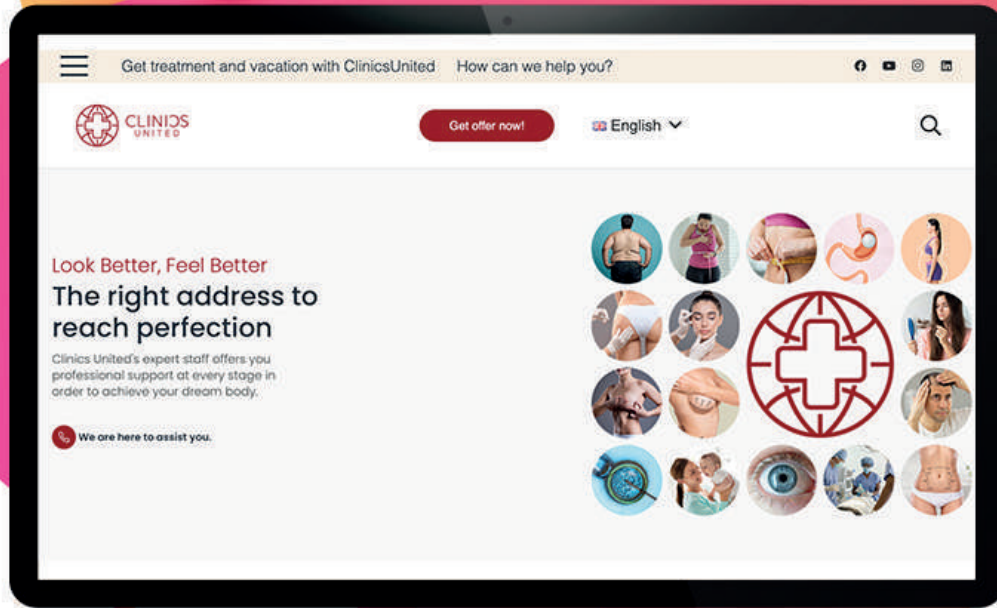 Get treatment and vacation with ClinicsUnited How can we help you?
CLINICS
UNITED
Get offer now!
English
Look Better, Feel Better
The right address to
reach perfection
Clinics United's expert staff offers you
professional support at every stage in
order to achieve your dream body.
We are here to assist you.